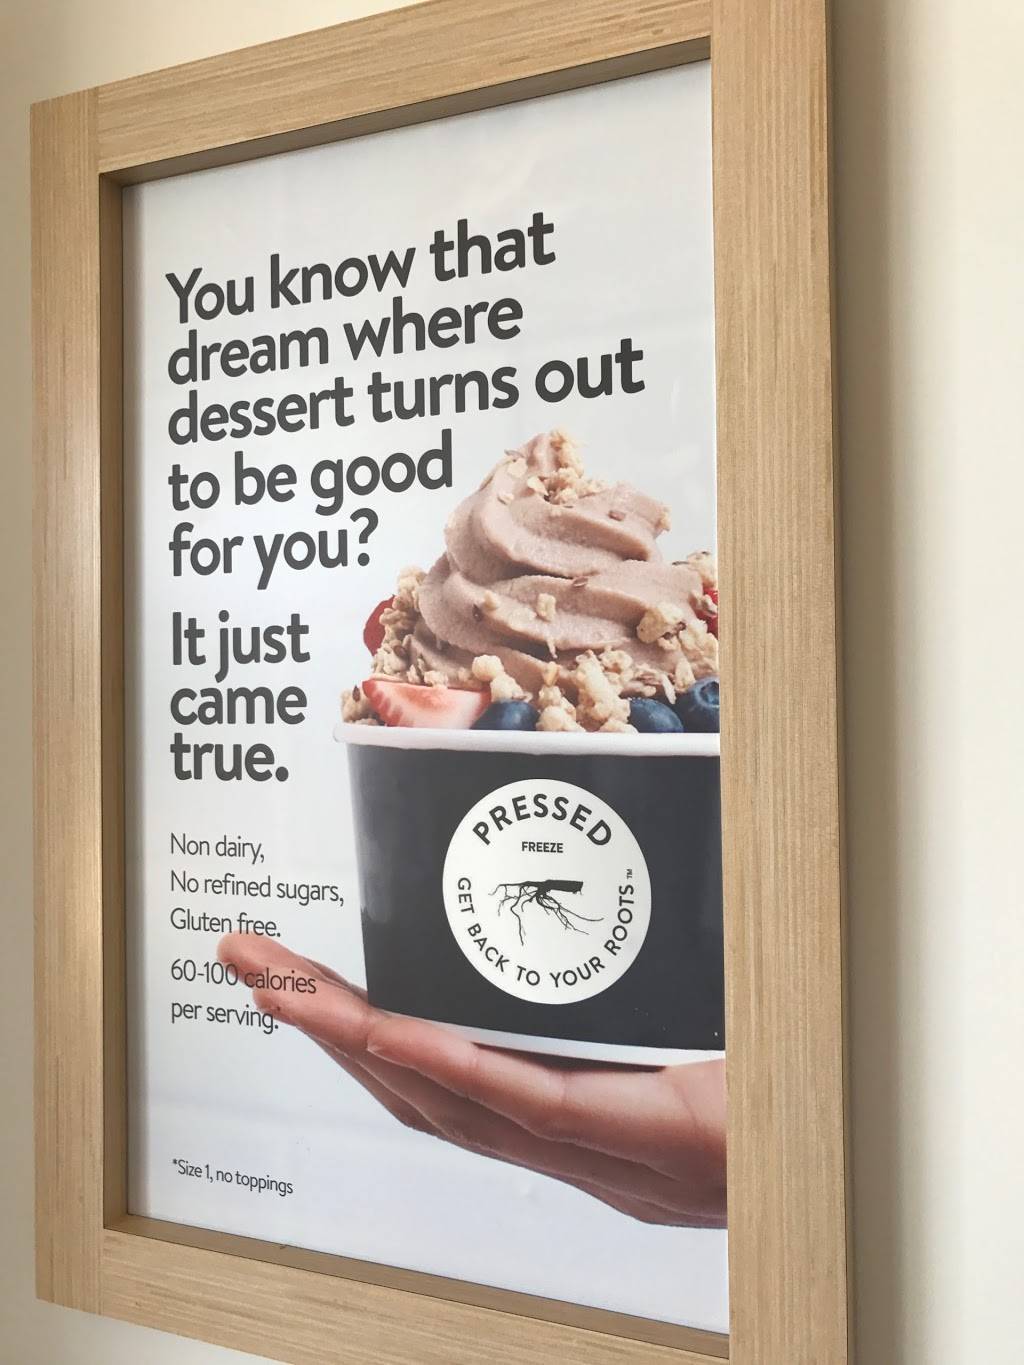 You know that
dream where
dessert turns out
to be good
for you?
It just
came
true.
Non dairy,
No refined sugars,
Gluten free.
60-100 calories
per serving.*
PRESSED
FREEZE
GET BACK TO YOUR ROOTS™
*Size 1, no toppings